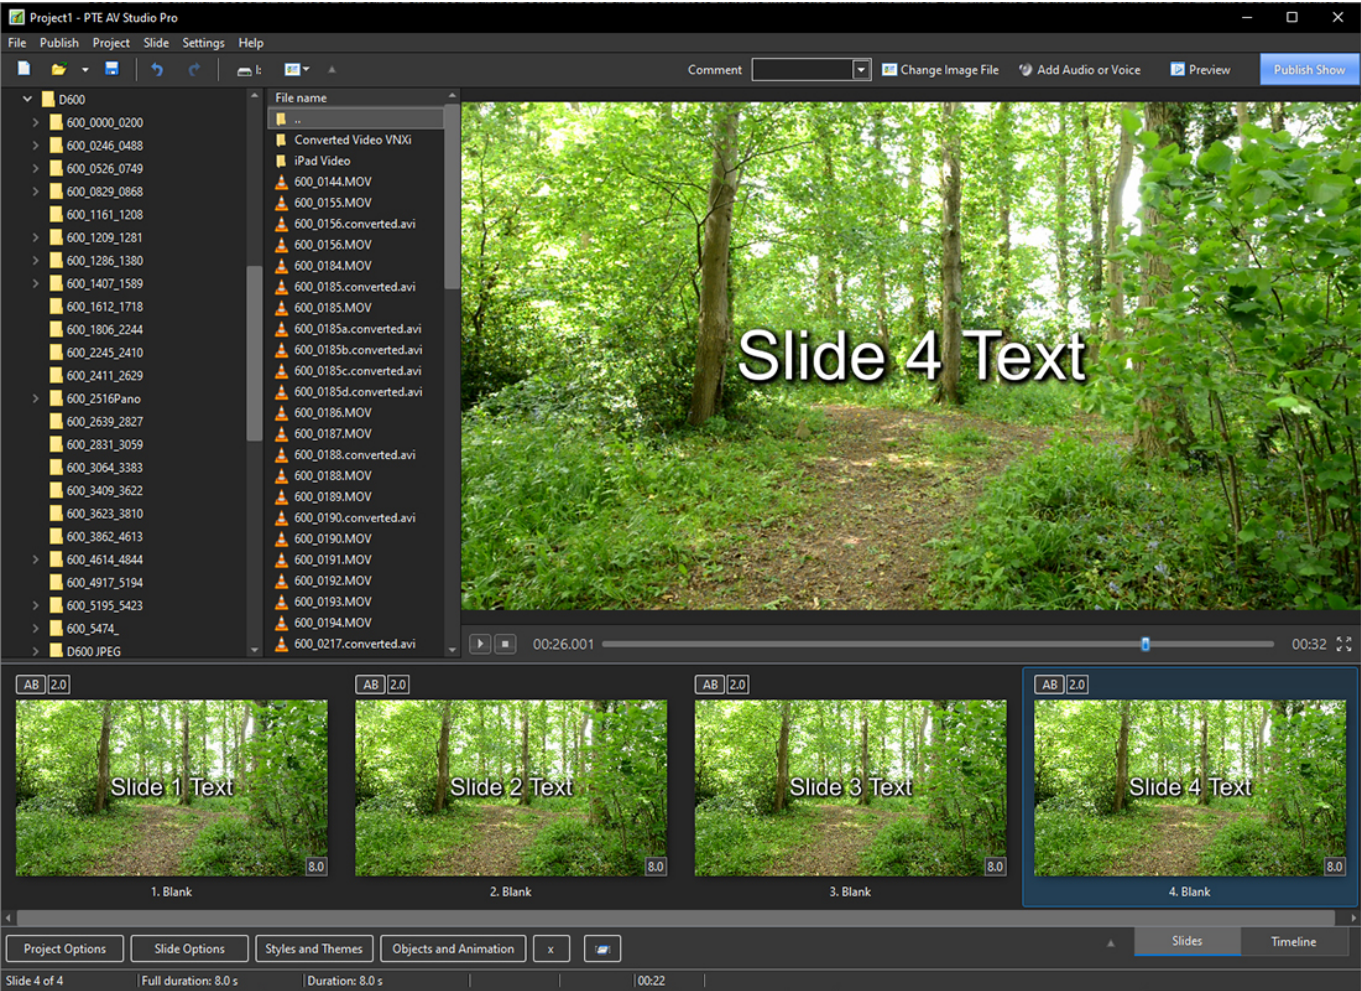 Project1 - PTE AV Studio Pro
File Publish Project Slide Settings Help
I: Comment Change Image File Add Audio or Voice Preview Publish Show
D600
600_0000_0200
600_0246_0488
600_0526_0749
600_0829_0868
600_1161_1208
600_1209_1281
600_1286_1380
600_1407_1589
600_1612_1718
600_1806_2244
600_2245_2410
600_2411_2629
600_2516Pano
600_2639_2827
600_2831_3059
600_3064_3383
600_3409_3622
600_3623_3810
600_3862_4613
600_4614_4844
600_4917_5194
600_5195_5423
600_5474_
D600 JPEG
File name
..
Converted Video VNXi
iPad Video
600_0144.MOV
600_0155.MOV
600_0156.converted.avi
600_0156.MOV
600_0184.MOV
600_0185.converted.avi
600_0185.MOV
600_0185a.converted.avi
600_0185b.converted.avi
600_0185c.converted.avi
600_0185d.converted.avi
600_0186.MOV
600_0187.MOV
600_0188.converted.avi
600_0188.MOV
600_0189.MOV
600_0190.converted.avi
600_0190.MOV
600_0191.MOV
600_0192.MOV
600_0193.MOV
600_0194.MOV
600_0217.converted.avi
Slide 4 Text
00:26.001 00:32
AB 2.0 AB 2.0 AB 2.0 AB 2.0
Slide 1 Text Slide 2 Text Slide 3 Text Slide 4 Text
8.0 8.0 8.0 8.0
1. Blank 2. Blank 3. Blank 4. Blank
Project Options Slide Options Styles and Themes Objects and Animation x Slides Timeline
Slide 4 of 4 Full duration: 8.0 s Duration: 8.0 s 00:22